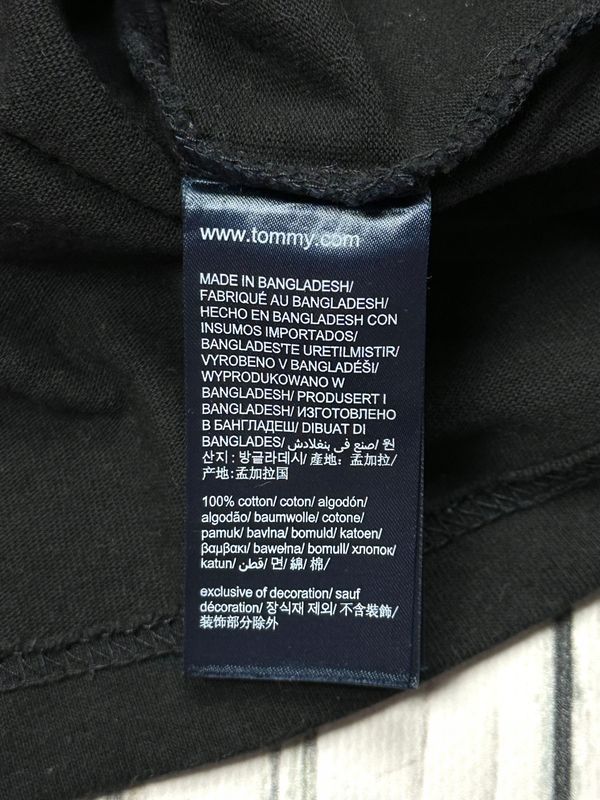 www.tommy.com
MADE IN BANGLADESH/
FABRIQUÉ AU BANGLADESH/
HECHO EN BANGLADESH CON
INSUMOS IMPORTADOS/
BANGLADES'TE URETILMISTIR/
VYROBENO V BANGLADÉŠI/
WYPRODUKOWANO W
BANGLADESH/ PRODUSERT I
BANGLADESH/ ИЗГОТОВЛЕНО
В БАНГЛАДЕШ/ DIBUAT DI
BANGLADES/ صنع في بنغلادش/ 원
산지 : 방글라데시/ 產地: 孟加拉/
产地:孟加拉国
100% cotton/ coton/ algodón/
algodão/ baumwolle/ cotone/
pamuk/ bavlna/ bomuld/ katoen/
βαμβακι/ bawełna/ bomull/ хлопок/
katun/ قطن/ 면/ 綿/ 棉/
exclusive of decoration/ sauf
décoration/ 장식재 제외/ 不含裝飾/
装饰部分除外